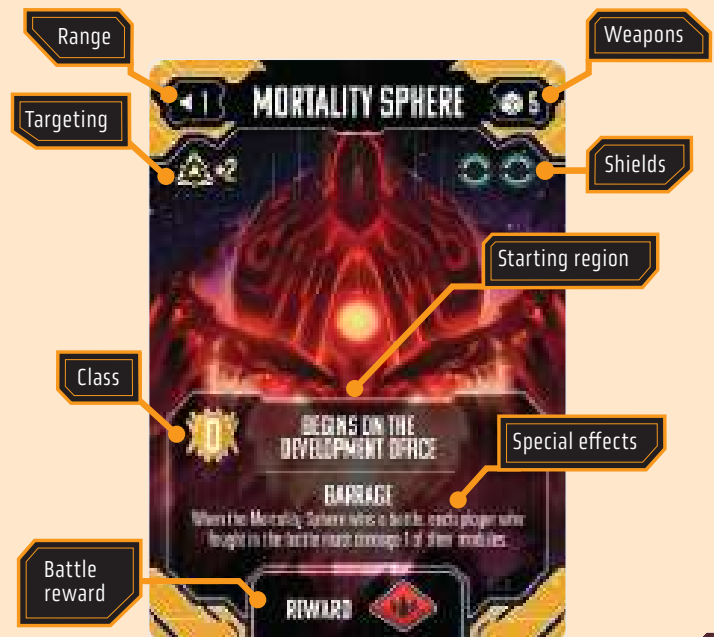 Range
Weapons
1 MORTALITY SPHERE 5
Targeting
+2
Shields
Starting region
Class
D
BEGINS ON THE
DEVELOPMENT OFFICE
Special effects
BARRAGE
When the Mortality Sphere wins a battle, each player who
fought in the battle must damage 1 of their modules.
Battle
reward
REWARD